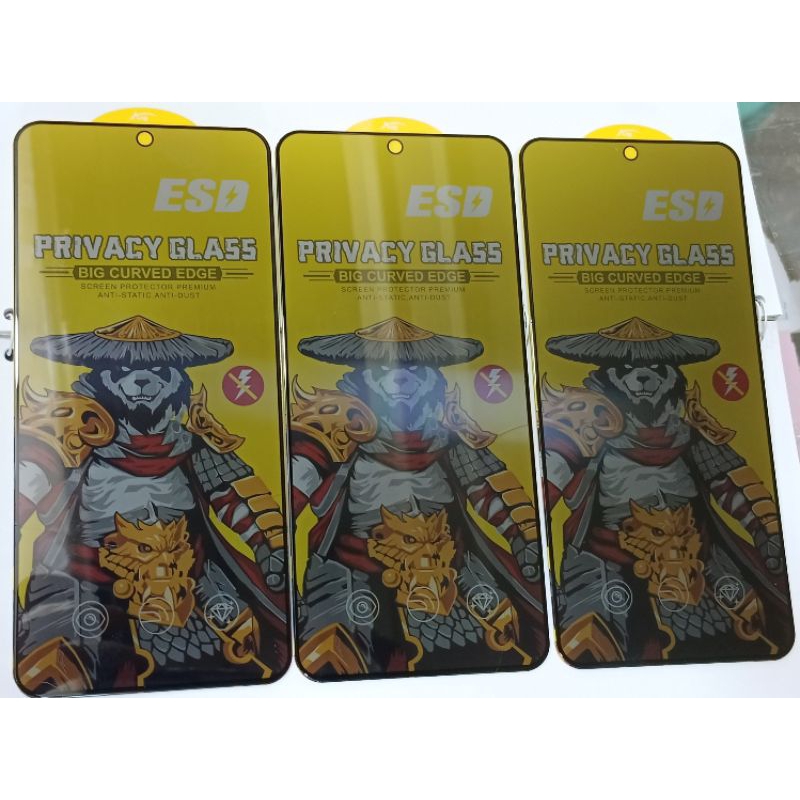 ESD
PRIVACY GLASS
BIG CURVED EDGE
SCREEN PROTECTOR PREMIUM
ANTI-STATIC,ANTI-DUST
ESD
PRIVACY GLASS
BIG CURVED EDGE
SCREEN PROTECTOR PREMIUM
ANTI-STATIC,ANTI-DUST
ESD
PRIVACY GLASS
BIG CURVED EDGE
SCREEN PROTECTOR PREMIUM
ANTI-STATIC,ANTI-DUST